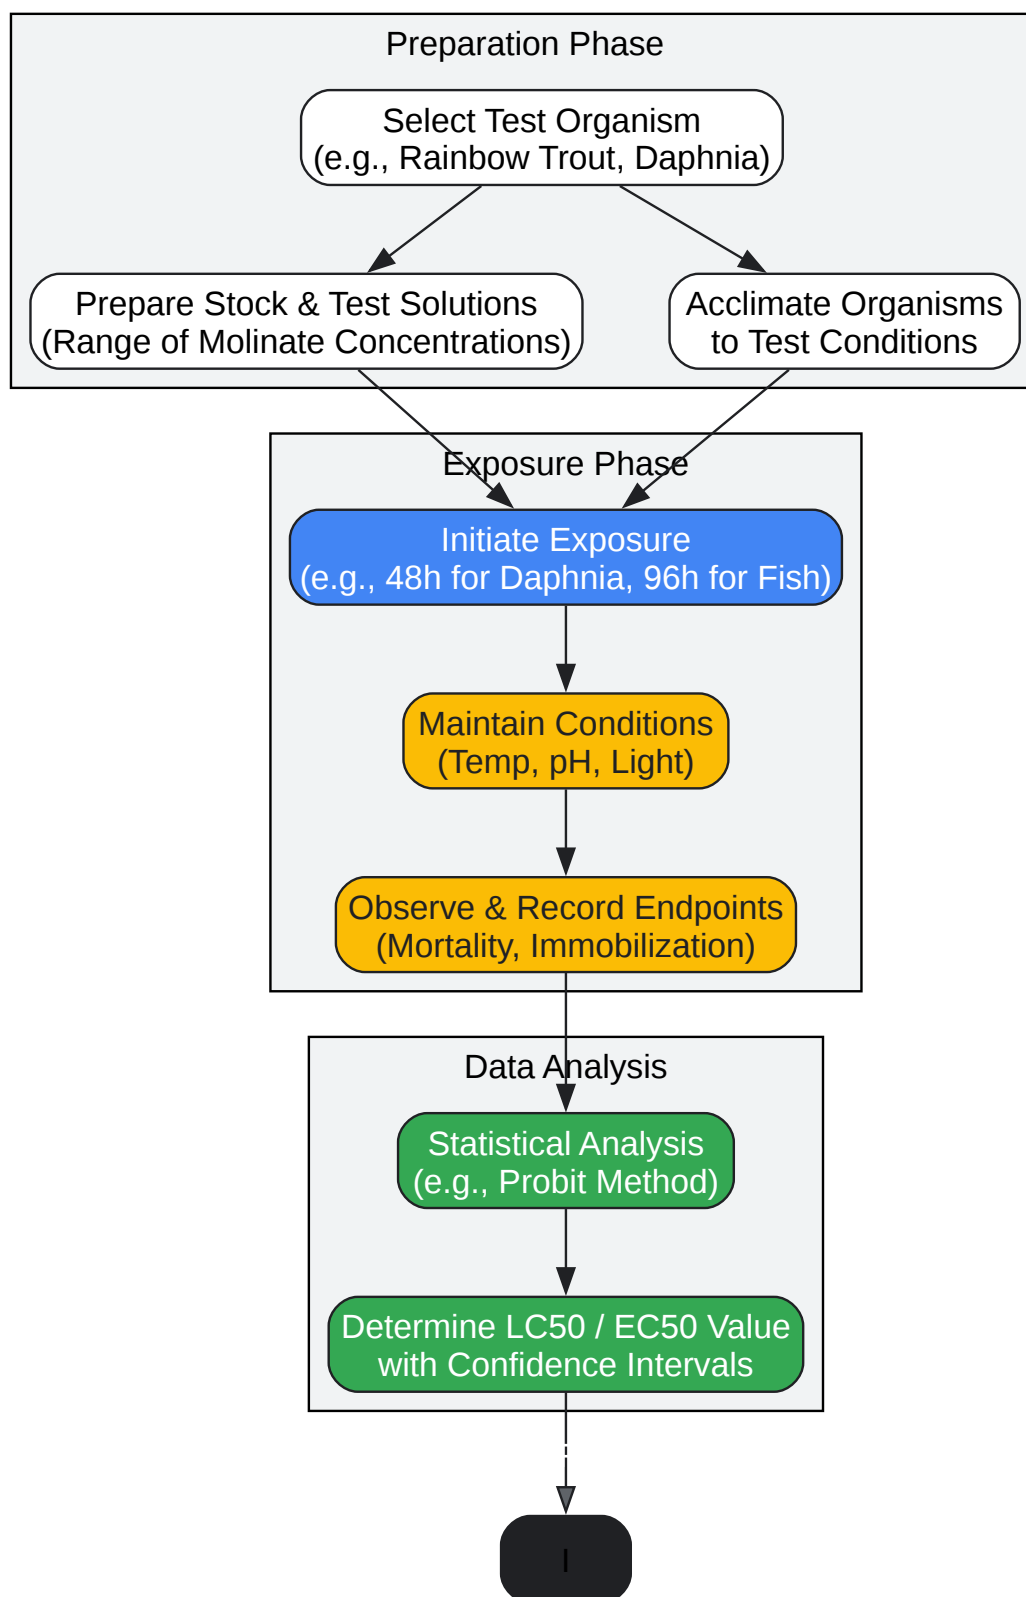 Preparation Phase
Select Test Organism
(e.g., Rainbow Trout, Daphnia)
Prepare Stock & Test Solutions
(Range of Molinate Concentrations)
Acclimate Organisms
to Test Conditions
Exposure Phase
Initiate Exposure
(e.g., 48h for Daphnia, 96h for Fish)
Maintain Conditions
(Temp, pH, Light)
Observe & Record Endpoints
(Mortality, Immobilization)
Data Analysis
Statistical Analysis
(e.g., Probit Method)
Determine LC50 / EC50 Value
with Confidence Intervals
I